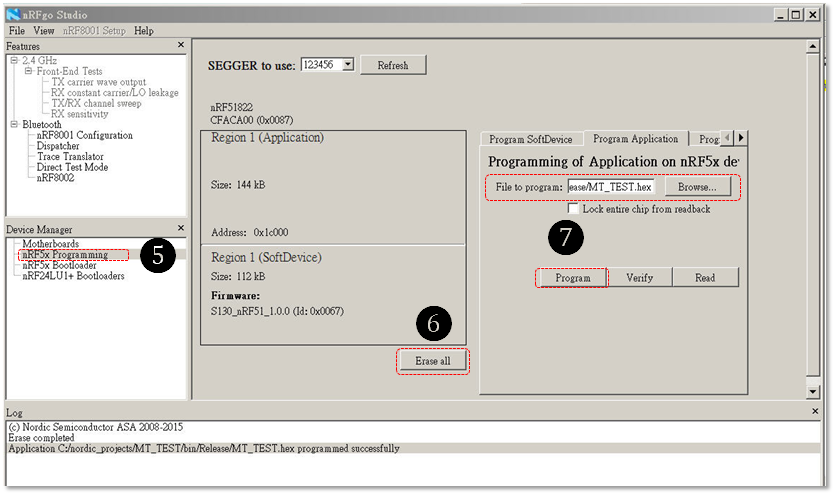 nRFgo Studio
File View nRF8001 Setup Help
Features
2.4 GHz
Front-End Tests
TX carrier wave output
RX constant carrier/LO leakage
TX/RX channel sweep
RX sensitivity
Bluetooth
nRF8001 Configuration
Dispatcher
Trace Translator
Direct Test Mode
nRF8002
Device Manager
Motherboards
nRF5x Programming
nRF5x Bootloader
nRF24LU1+ Bootloaders
5
SEGGER to use: 123456 Refresh
nRF51822
CFACA00 (0x0087)
Region 1 (Application)
Size: 144 kB
Address: 0x1c000
Region 1 (SoftDevice)
Size: 112 kB
Firmware:
S130_nRF51_1.0.0 (Id: 0x0067)
6
Erase all
Program SoftDevice Program Application Prog
Programming of Application on nRF5x de
File to program: ease/MT_TEST.hex Browse...
Lock entire chip from readback
7
Program Verify Read
Log
(c) Nordic Semiconductor ASA 2008-2015
Erase completed
Application C:/nordic_projects/MT_TEST/bin/Release/MT_TEST.hex programmed successfully